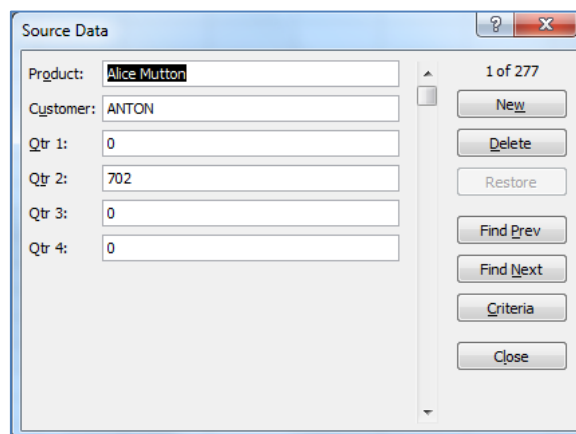 Source Data
Product: Alice Mutton
Customer: ANTON
Qtr 1: 0
Qtr 2: 702
Qtr 3: 0
Qtr 4: 0
1 of 277
New
Delete
Restore
Find Prev
Find Next
Criteria
Close